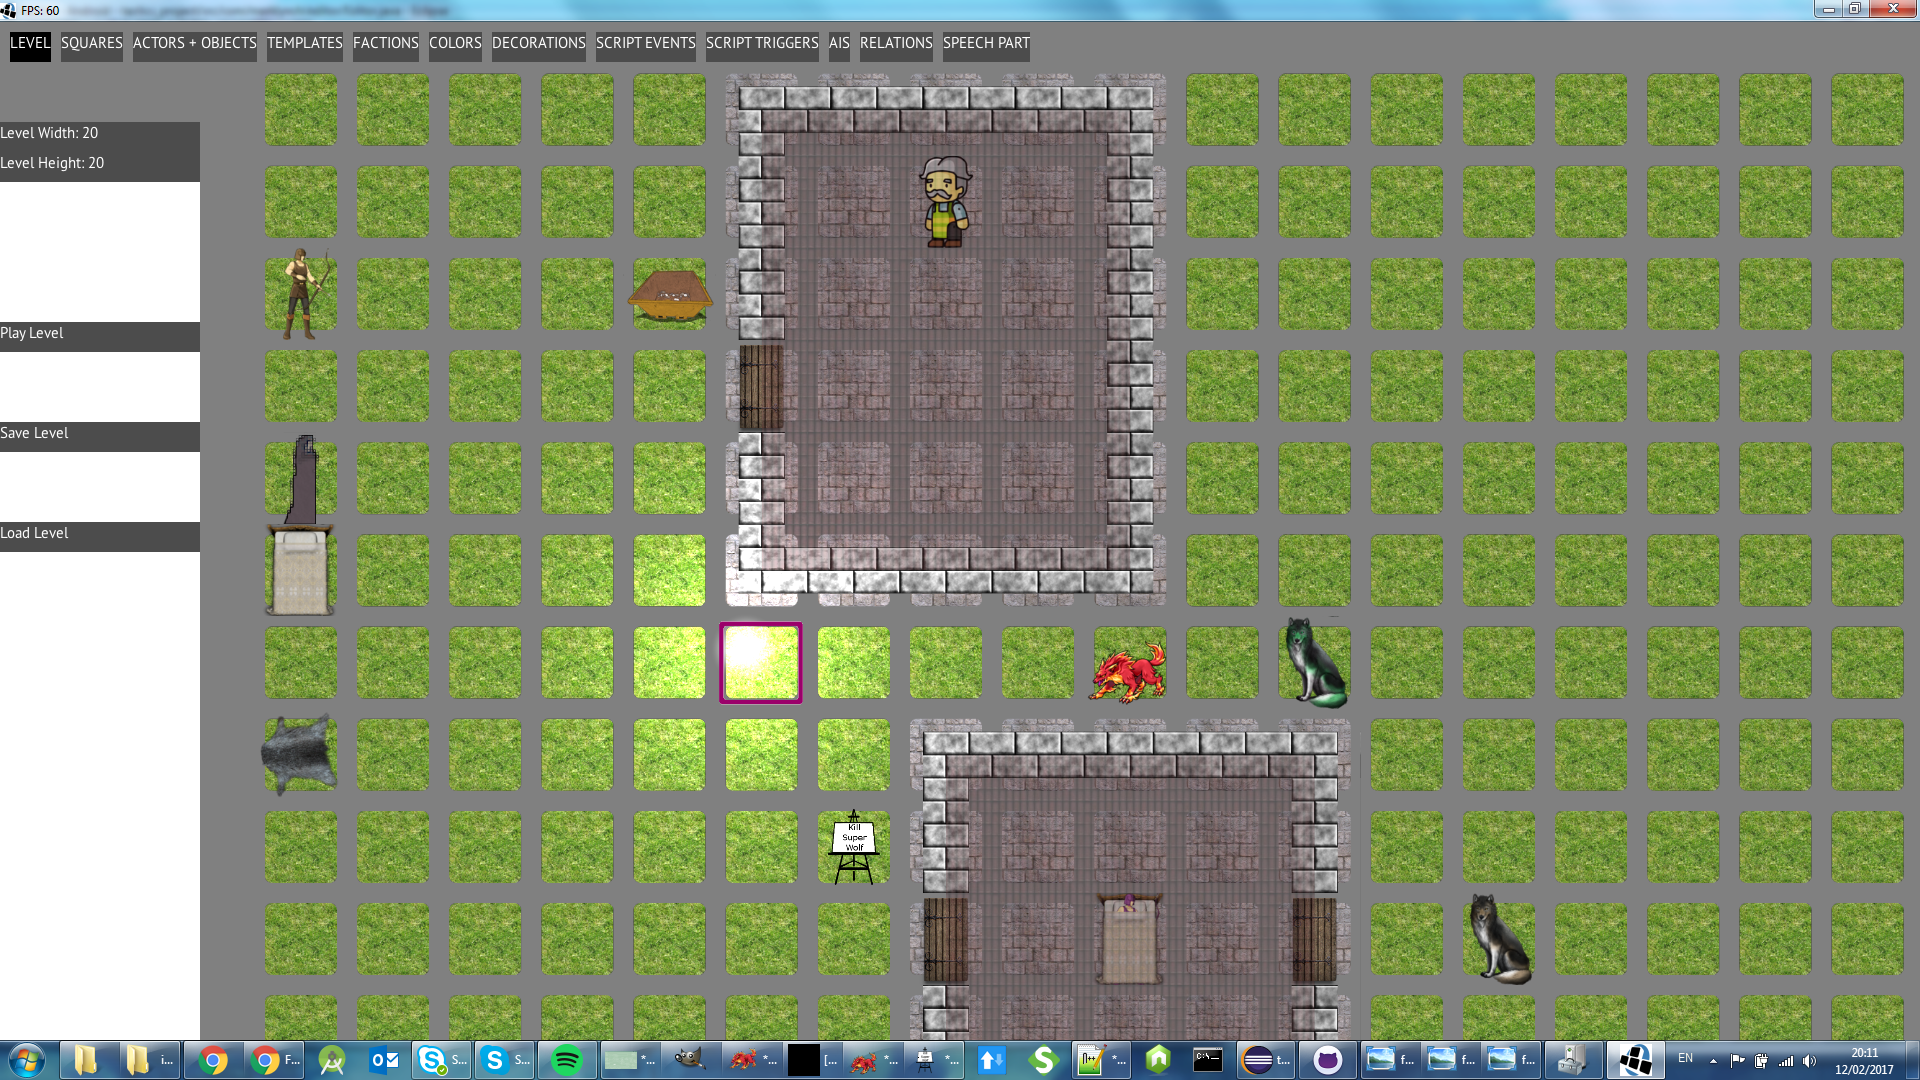 FPS: 60
LEVEL SQUARES ACTORS + OBJECTS TEMPLATES FACTIONS COLORS DECORATIONS SCRIPT EVENTS SCRIPT TRIGGERS AIS RELATIONS SPEECH PART
Level Width: 20
Level Height: 20
Play Level
Save Level
Load Level
Kill
Super
Wolf
i... F... S... S... *... *... [... *... *... *... t... f... f... f... EN
20:11
12/02/2017